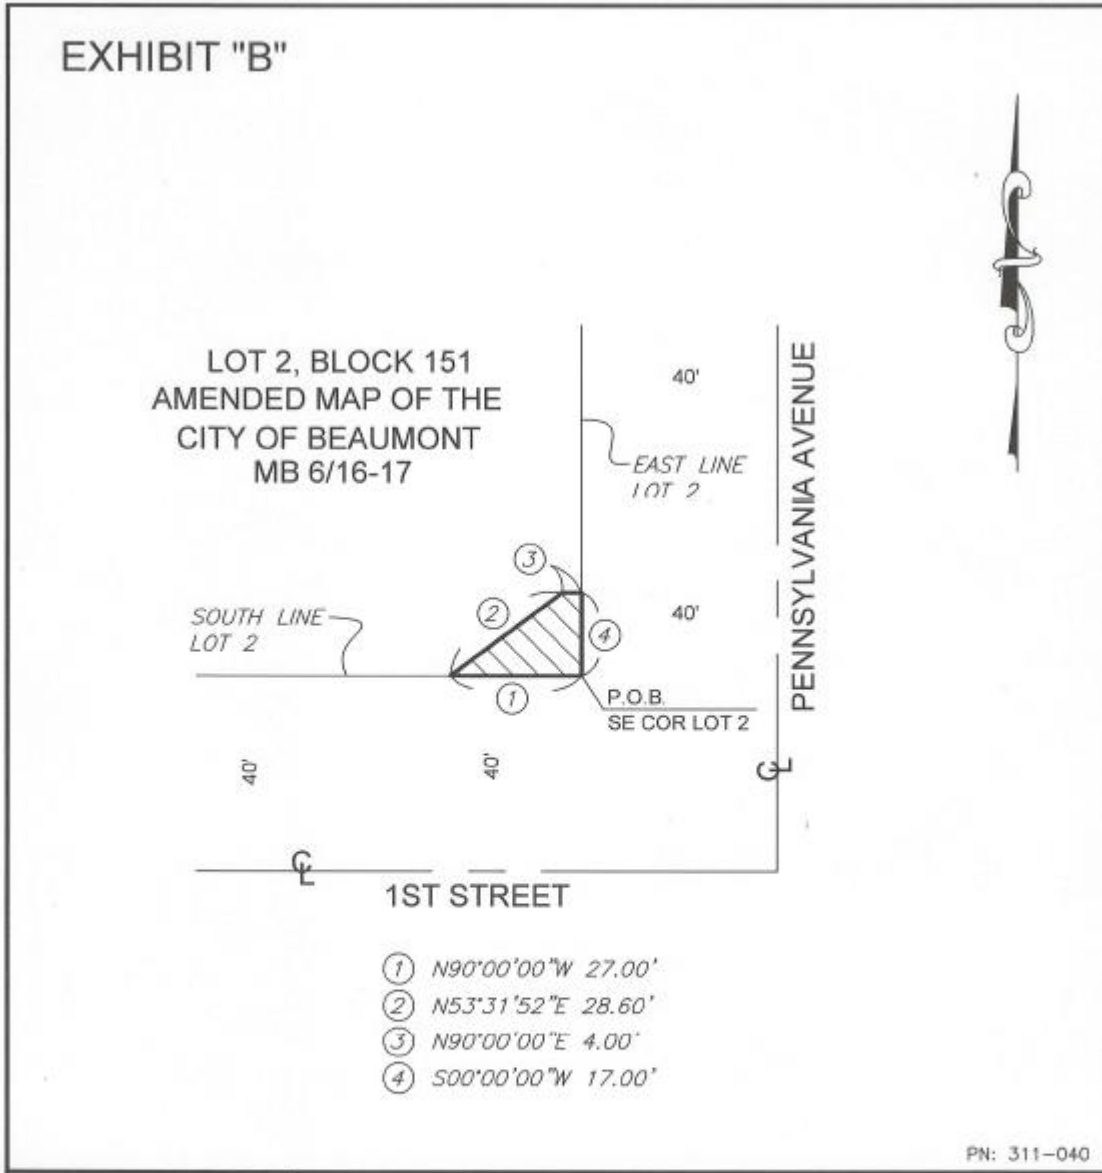 EXHIBIT "B"
LOT 2, BLOCK 151
AMENDED MAP OF THE
CITY OF BEAUMONT
MB 6/16-17
40'
PENNSYLVANIA AVENUE
EAST LINE
LOT 2
3
2
SOUTH LINE
LOT 2
40'
4
1
P.O.B.
SE COR LOT 2
40'
40'
CL
CL
1ST STREET
1 N90°00'00"W 27.00'
2 N53°31'52"E 28.60'
3 N90°00'00"E 4.00'
4 S00°00'00"W 17.00'
PN: 311-040